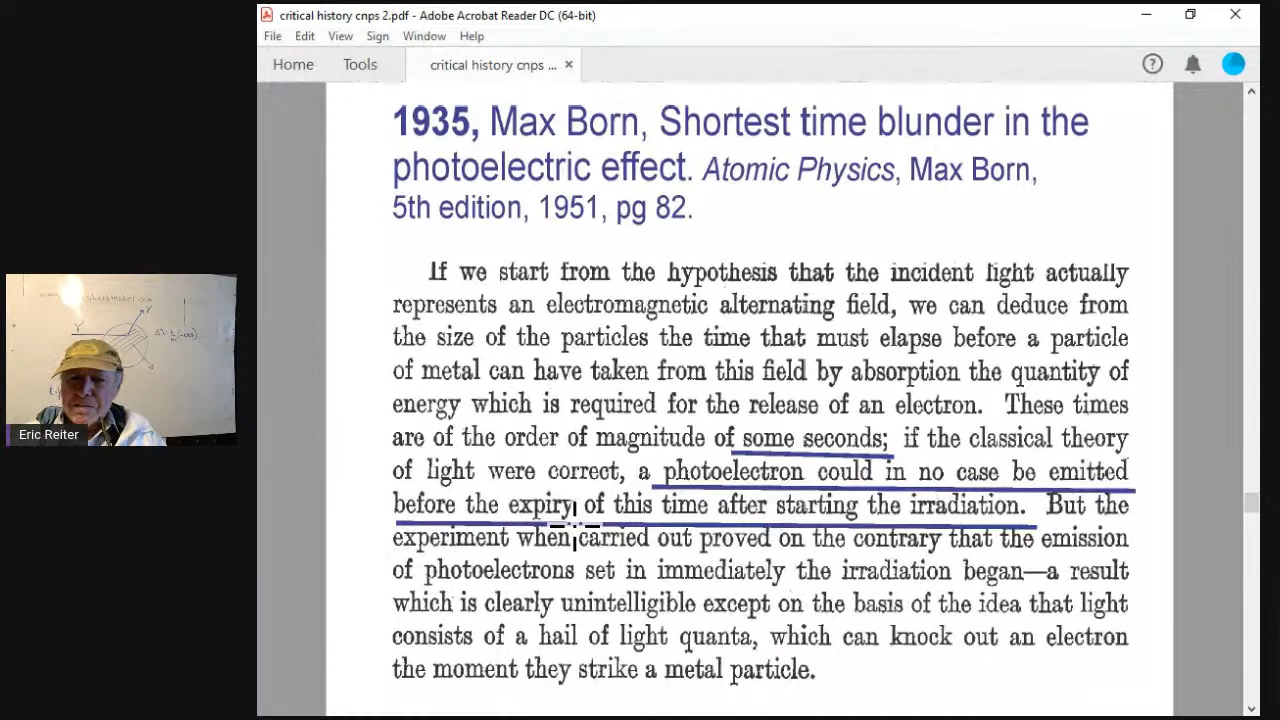 critical history cnps 2.pdf - Adobe Acrobat Reader DC (64-bit)
File Edit View Sign Window Help
Home Tools critical history cnps ... ×
1935, Max Born, Shortest time blunder in the
photoelectric effect. Atomic Physics, Max Born,
5th edition, 1951, pg 82.
If we start from the hypothesis that the incident light actually
represents an electromagnetic alternating field, we can deduce from
the size of the particles the time that must elapse before a particle
of metal can have taken from this field by absorption the quantity of
energy which is required for the release of an electron. These times
are of the order of magnitude of some seconds; if the classical theory
of light were correct, a photoelectron could in no case be emitted
before the expiry of this time after starting the irradiation. But the
experiment when carried out proved on the contrary that the emission
of photoelectrons set in immediately the irradiation began—a result
which is clearly unintelligible except on the basis of the idea that light
consists of a hail of light quanta, which can knock out an electron
the moment they strike a metal particle.
Eric Reiter